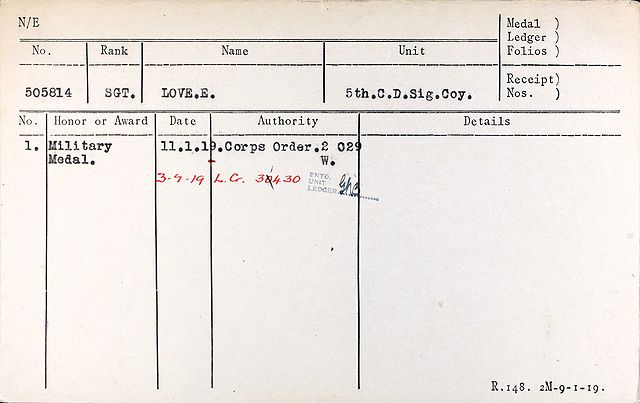 N/E
Medal )
Ledger )
Folios )
No. Rank Name Unit
Receipt)
Nos. )
505814 SGT. LOVE.E. 5th.C.D.Sig.Coy.
No. Honor or Award Date Authority Details
1. Military 11.1.19.Corps Order.2 029
Medal. W.
3-9-19 L.G. 430
ENTD.
UNIT
LEDGER
R.148. 2M-9-1-19.